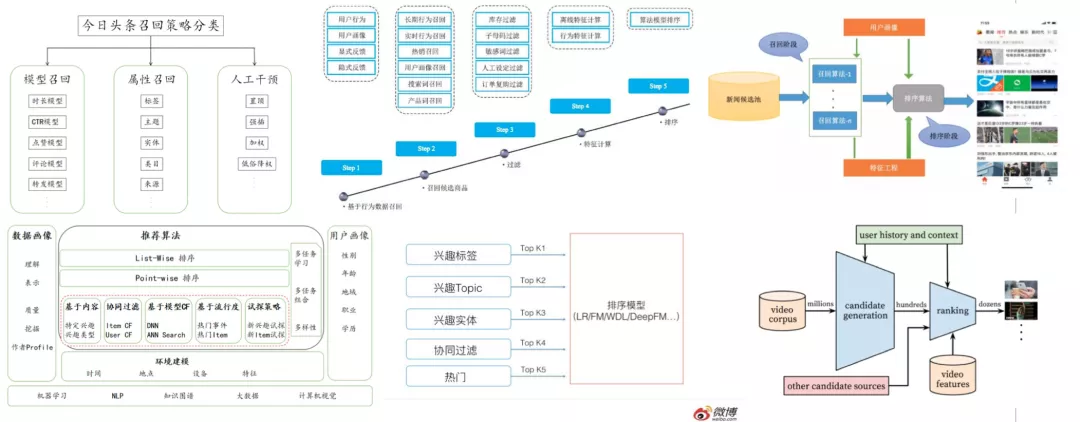 今日头条召回策略分类
模型召回
时长模型
CTR模型
点赞模型
评论模型
转发模型
属性召回
标签
主题
实体
类目
来源
人工干预
置顶
强插
加权
低俗降权
用户行为
用户画像
显式反馈
隐式反馈
长期行为召回
实时行为召回
热销召回
用户画像召回
搜索词召回
产品词召回
库存过滤
子母码过滤
敏感词过滤
人工设定过滤
订单复购过滤
离线特征计算
行为特征计算
算法模型排序
Step 1
Step 2
Step 3
Step 4
Step 5
基于行为数据召回
召回候选商品
过滤
特征计算
排序
用户画像
召回阶段
新闻候选池
召回算法-1
召回算法-n
排序算法
排序阶段
特征工程
数据画像
理解
表示
质量
挖掘
作者Profile
推荐算法
List-Wise 排序
Point-wise 排序
基于内容
特定兴趣
兴趣类型
协同过滤
Item CF
User CF
基于模型CF
DNN
ANN Search
基于流行度
热门事件
热门Item
试探策略
新兴趣试探
新Item试探
多任务
学习
多任务
组合
多样性
用户画像
性别
年龄
地域
职业
学历
环境建模
时间 地点 设备 特征
机器学习 NLP 知识图谱 大数据 计算机视觉
兴趣标签
兴趣Topic
兴趣实体
协同过滤
热门
Top K1
Top K2
Top K3
Top K4
Top K5
排序模型
(LR/FM/WDL/DeepFM…)
微博
weibo.com
user history and context
video
corpus
millions
candidate
generation
hundreds
ranking
dozens
other candidate sources
video
features